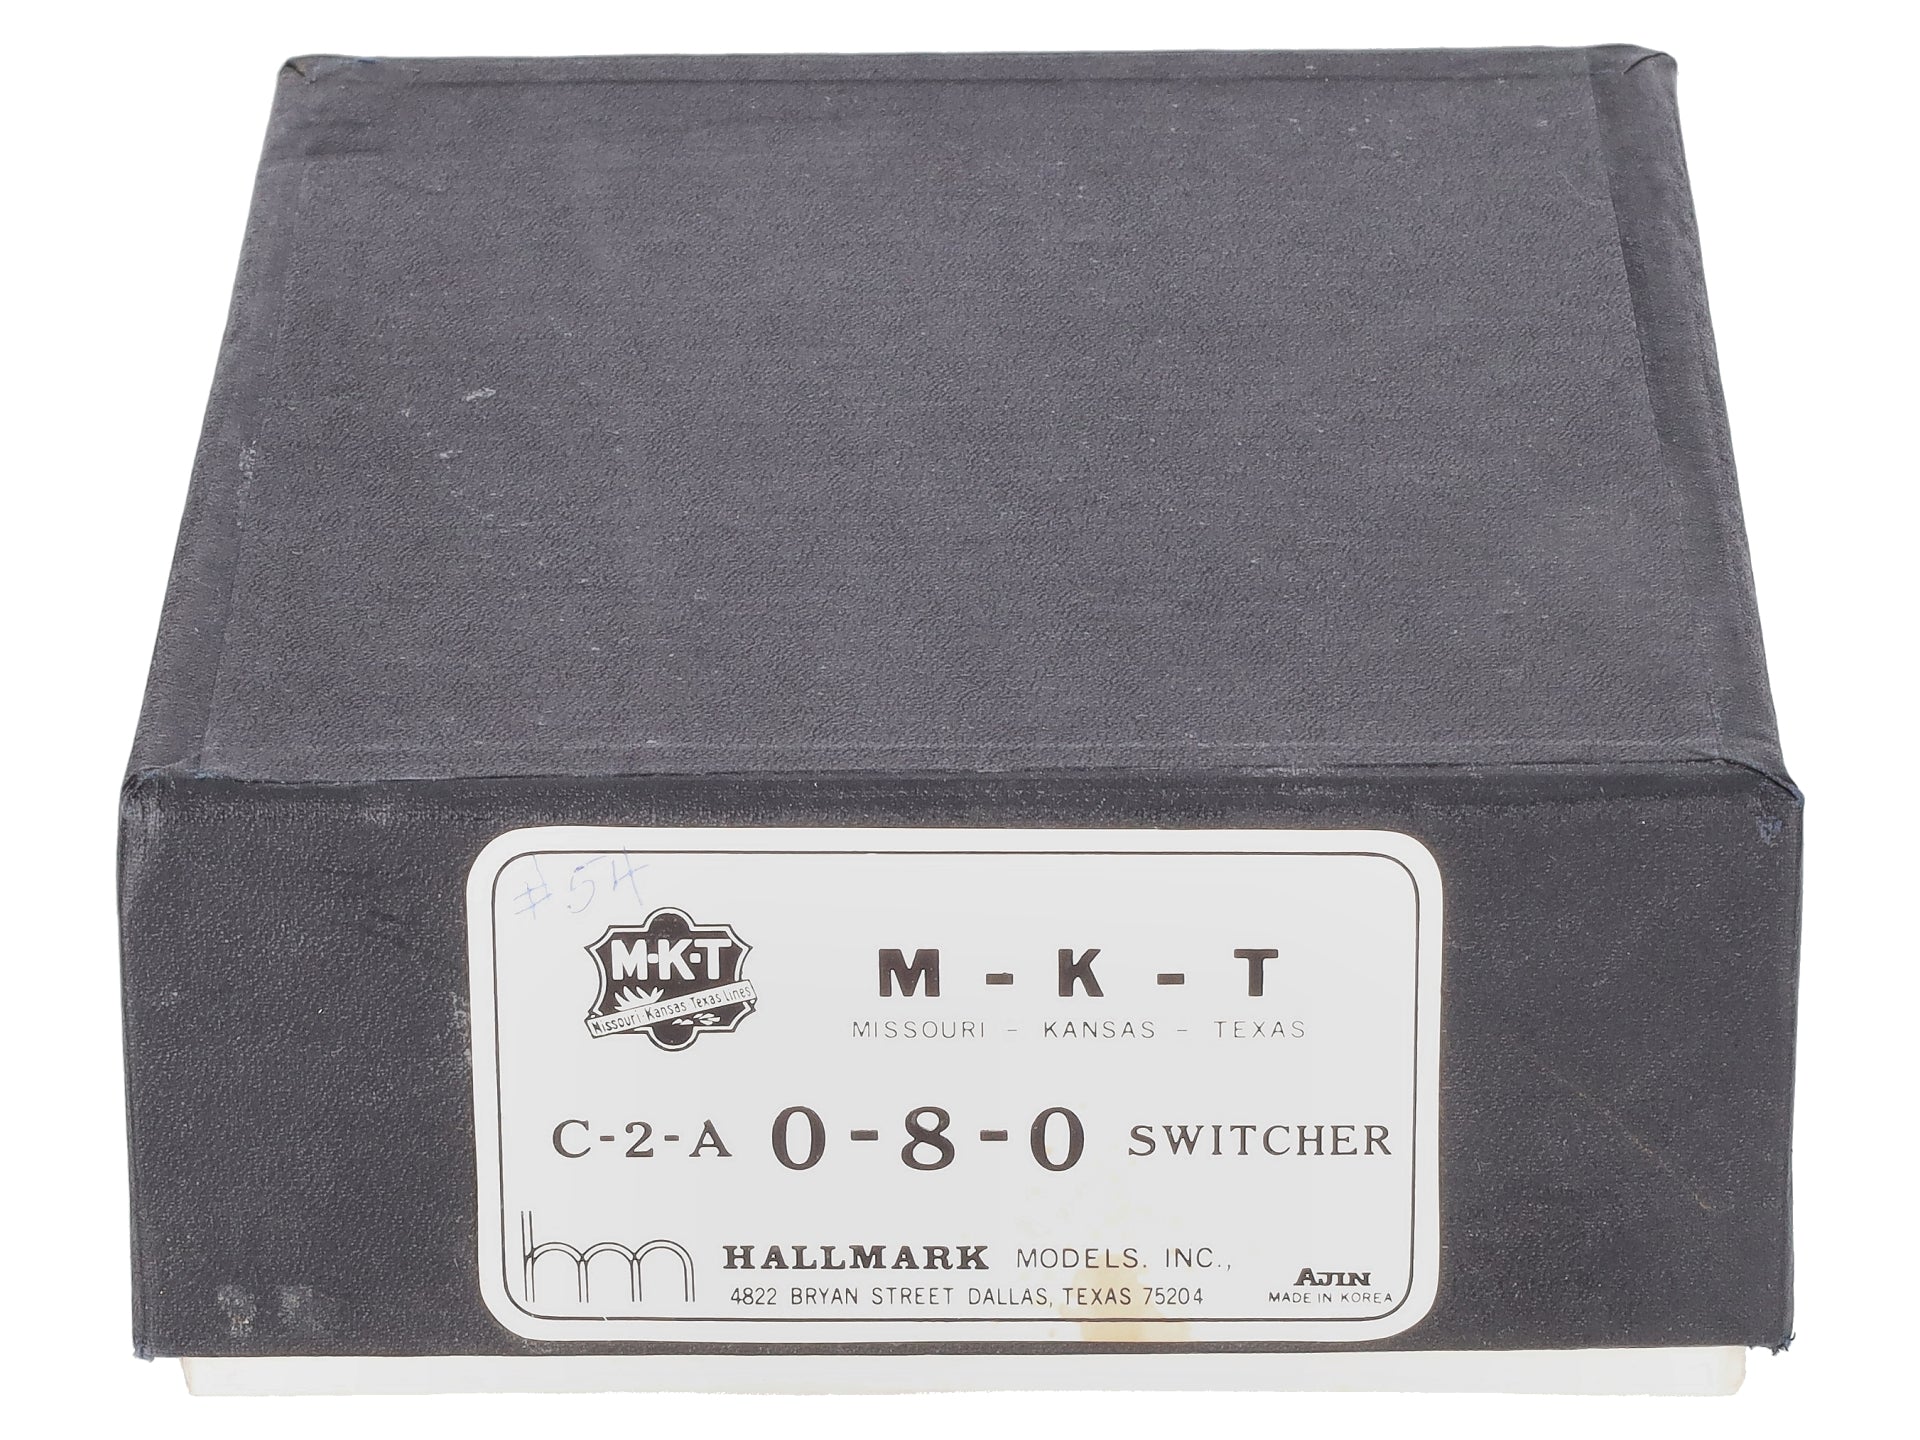 #54
M·K·T
Missouri·Kansas·Texas Lines
M - K - T
MISSOURI - KANSAS - TEXAS
C-2-A 0-8-0 SWITCHER
hm
HALLMARK MODELS. INC.,
4822 BRYAN STREET DALLAS, TEXAS 75204
AJIN
MADE IN KOREA